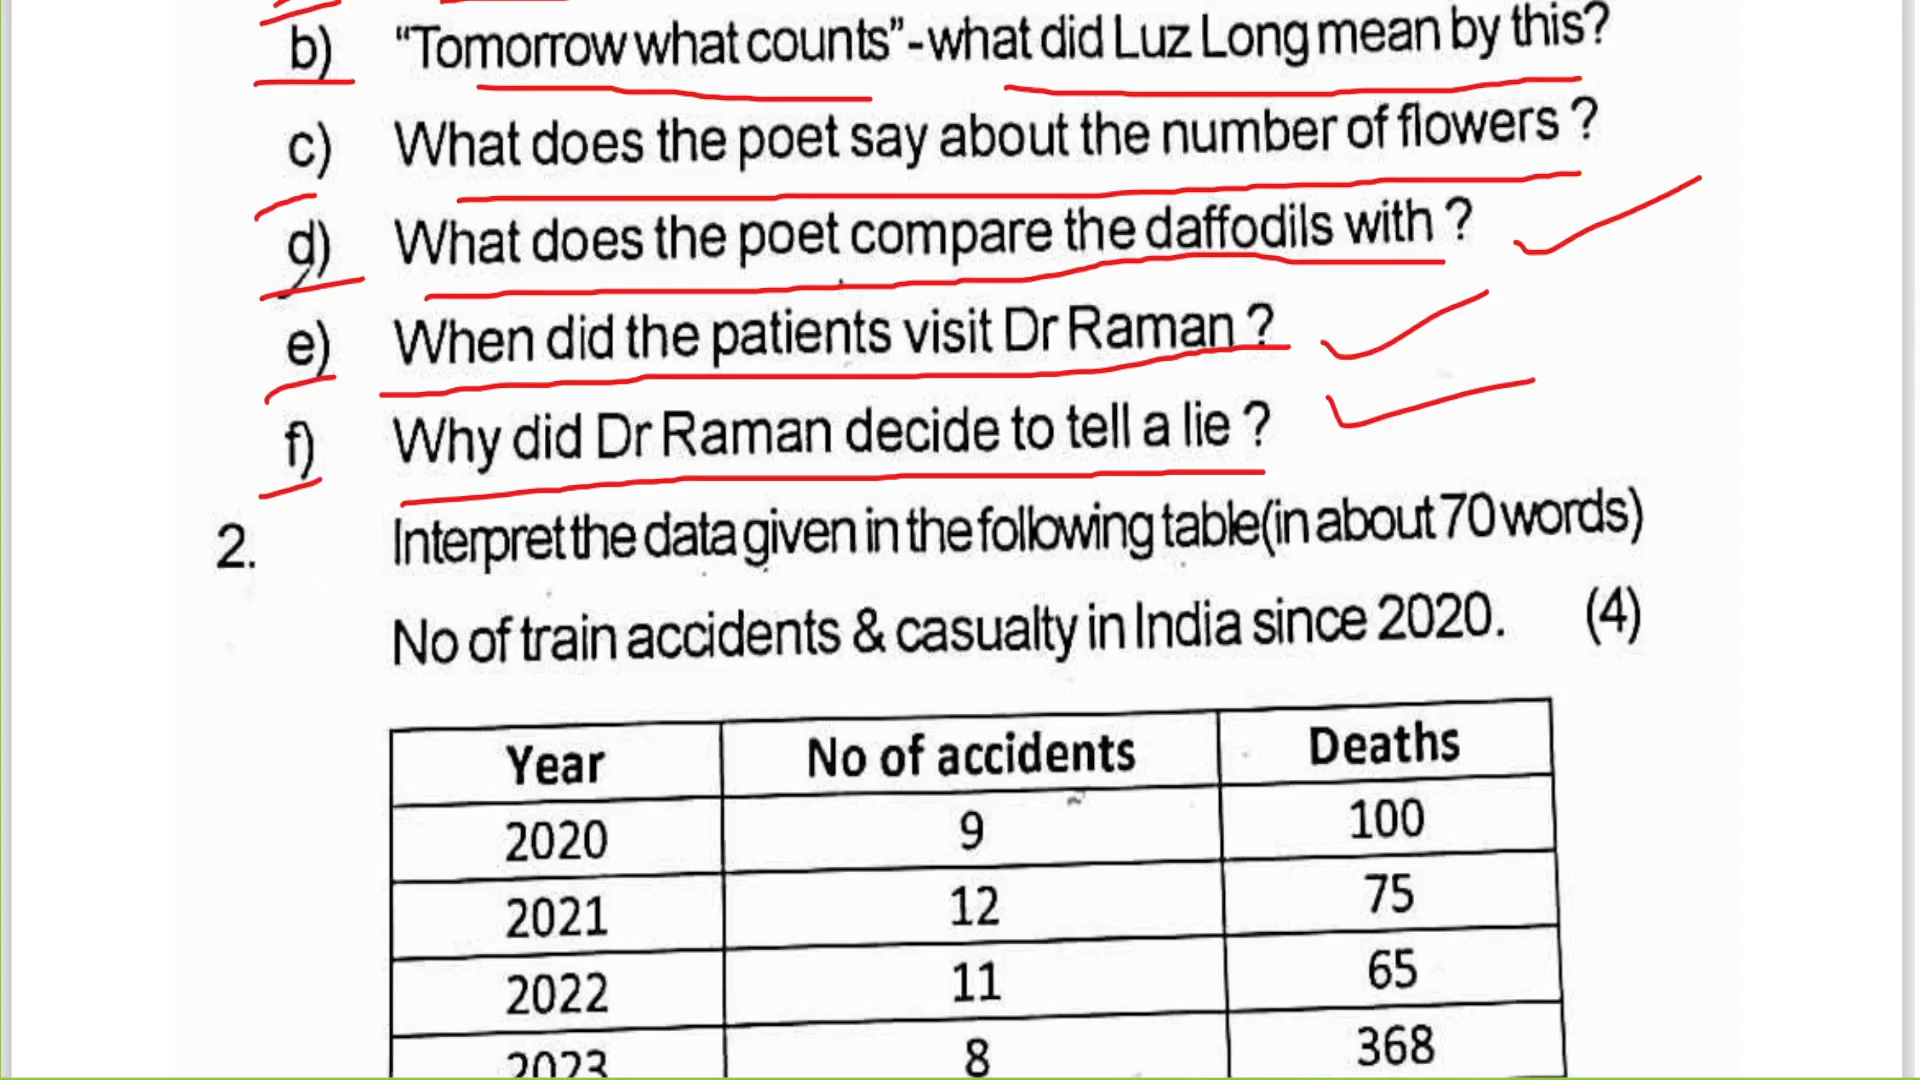 b) “Tomorrow what counts”-what did Luz Long mean by this?
c) What does the poet say about the number of flowers ?
d) What does the poet compare the daffodils with ?
e) When did the patients visit Dr Raman ?
f) Why did Dr Raman decide to tell a lie ?
2. Interpret the data given in the following table(in about 70 words)
No of train accidents & casualty in India since 2020. (4)
Year No of accidents Deaths
2020 9 100
2021 12 75
2022 11 65
2023 8 368